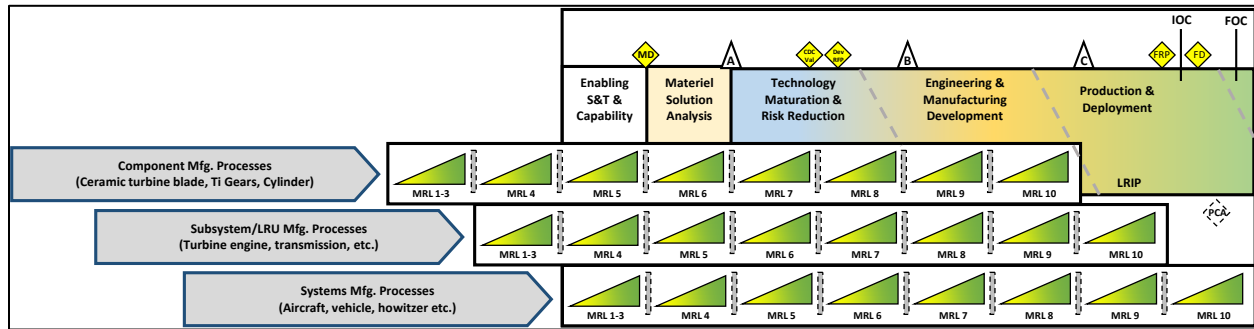 IOC
FOC
MD
A
CDC
Val
Dev
RFP
B
C
FRP
FD
Enabling
S&T &
Capability
Materiel
Solution
Analysis
Technology
Maturation &
Risk Reduction
Engineering &
Manufacturing
Development
Production &
Deployment
LRIP
PCA
Component Mfg. Processes
(Ceramic turbine blade, Ti Gears, Cylinder)
MRL 1-3 MRL 4 MRL 5 MRL 6 MRL 7 MRL 8 MRL 9 MRL 10
Subsystem/LRU Mfg. Processes
(Turbine engine, transmission, etc.)
MRL 1-3 MRL 4 MRL 5 MRL 6 MRL 7 MRL 8 MRL 9 MRL 10
Systems Mfg. Processes
(Aircraft, vehicle, howitzer etc.)
MRL 1-3 MRL 4 MRL 5 MRL 6 MRL 7 MRL 8 MRL 9 MRL 10